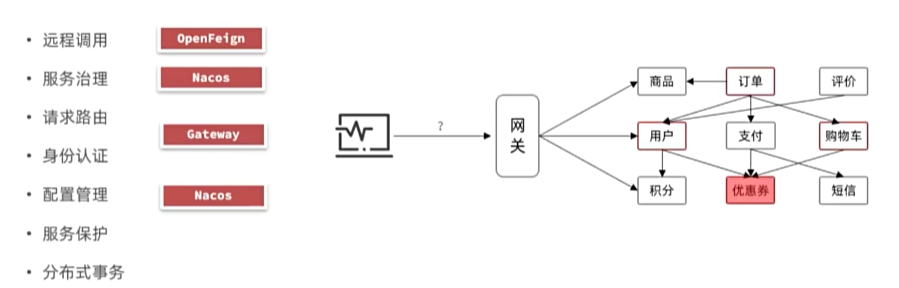 • 远程调用
OpenFeign
• 服务治理
Nacos
• 请求路由
Gateway
• 身份认证
• 配置管理
Nacos
• 服务保护
• 分布式事务
?
网关
商品
订单
评价
用户
支付
购物车
积分
优惠券
短信